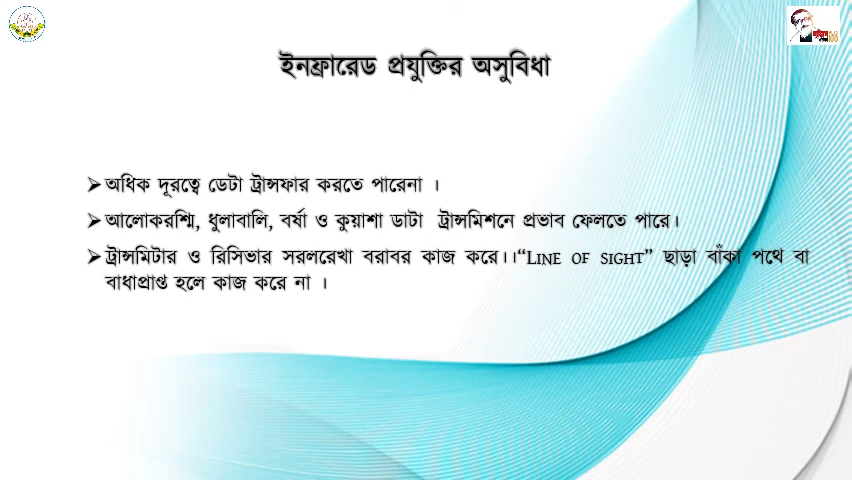 ইনফ্রারেড প্রযুক্তির অসুবিধা
➢অধিক দূরত্বে ডেটা ট্রান্সফার করতে পারেনা ।
➢আলোকরশ্মি, ধুলাবালি, বর্ষা ও কুয়াশা ডাটা ট্রান্সমিশনে প্রভাব ফেলতে পারে।
➢ট্রান্সমিটার ও রিসিভার সরলরেখা বরাবর কাজ করে।।“LINE OF SIGHT” ছাড়া বাঁকা পথে বা
বাধাপ্রাপ্ত হলে কাজ করে না ।